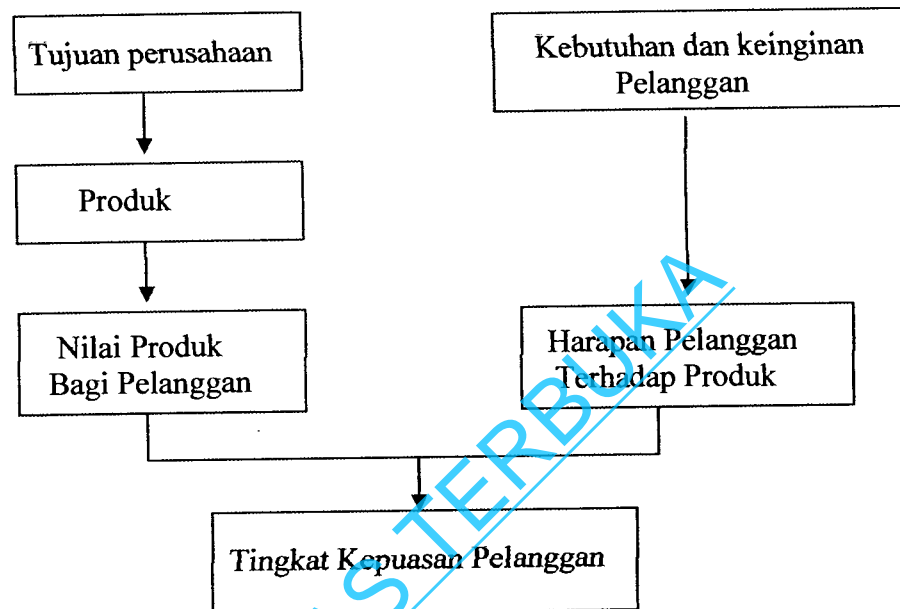 Tujuan perusahaan
Kebutuhan dan keinginan
Pelanggan
Produk
Nilai Produk
Bagi Pelanggan
Harapan Pelanggan
Terhadap Produk
Tingkat Kepuasan Pelanggan
S TERBUKA